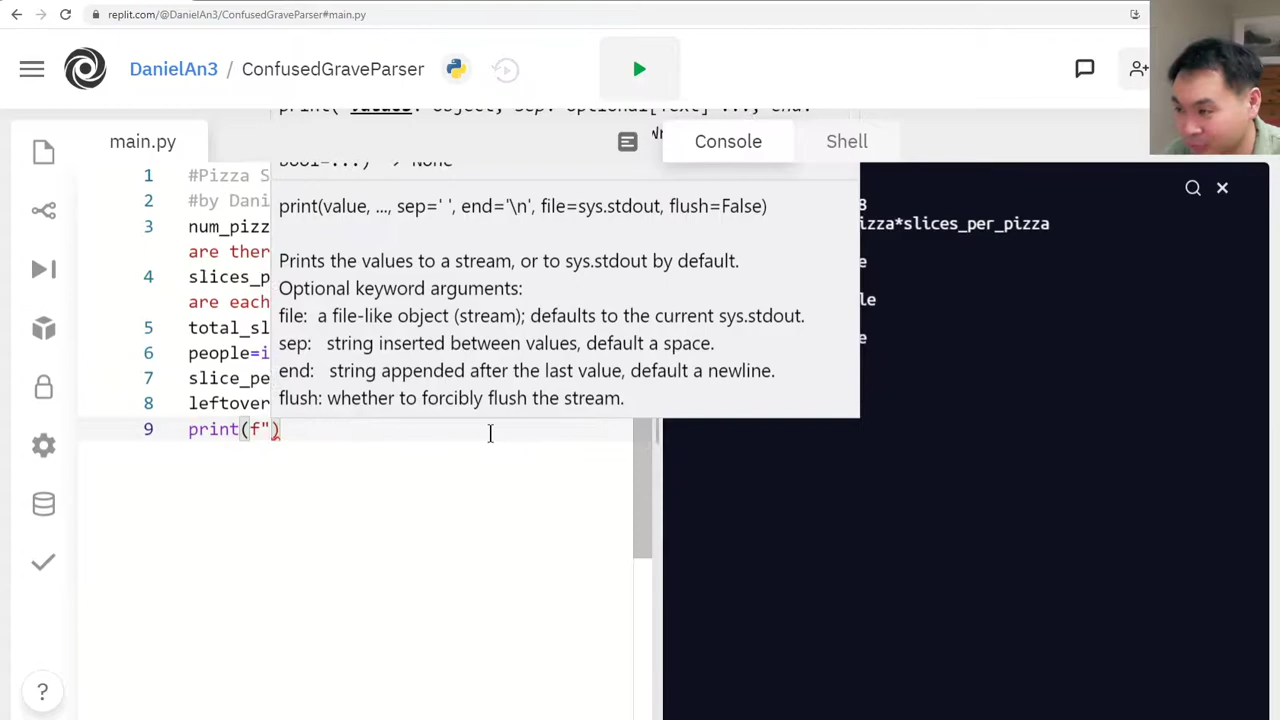 replit.com/@DanielAn3/ConfusedGraveParser#main.py
DanielAn3 / ConfusedGraveParser
main.py
Console
Shell
print(value, ..., sep=' ', end='\n', file=sys.stdout, flush=False)
Prints the values to a stream, or to sys.stdout by default.
Optional keyword arguments:
file: a file-like object (stream); defaults to the current sys.stdout.
sep: string inserted between values, default a space.
end: string appended after the last value, default a newline.
flush: whether to forcibly flush the stream.
1 #Pizza S
2 #by Dani
3 num_pizz
are ther
4 slices_p
are each
5 total_sl
6 people=i
7 slice_pe
8 leftover
9 print(f")
8
izza*slices_per_pizza
e
le
e
?